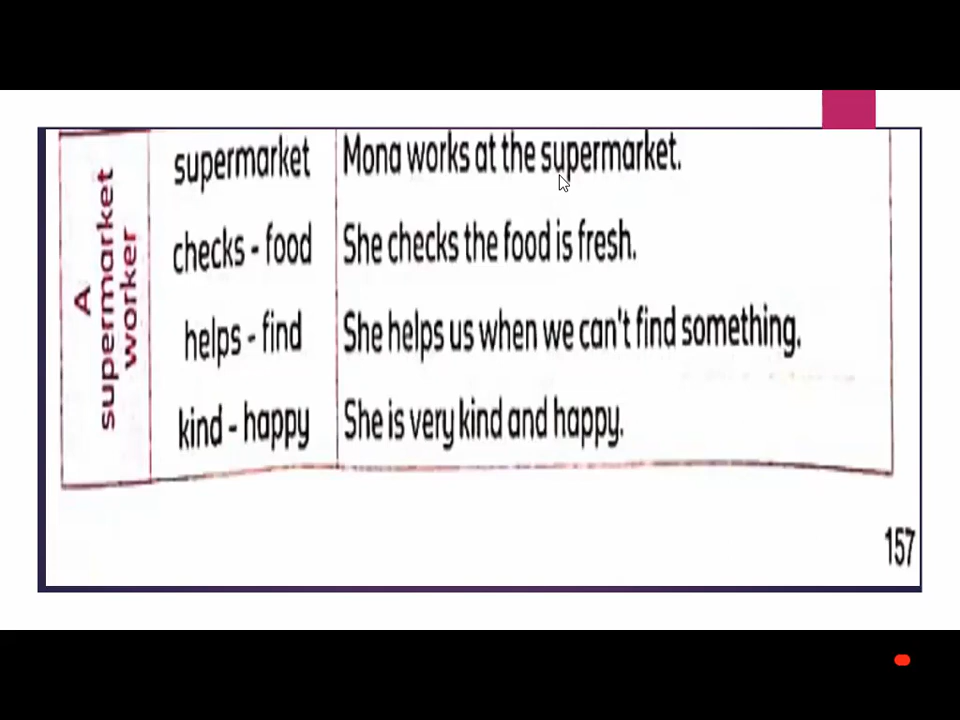 A
supermarket
worker
supermarket Mona works at the supermarket.
checks - food She checks the food is fresh.
helps - find She helps us when we can't find something.
kind - happy She is very kind and happy.
157